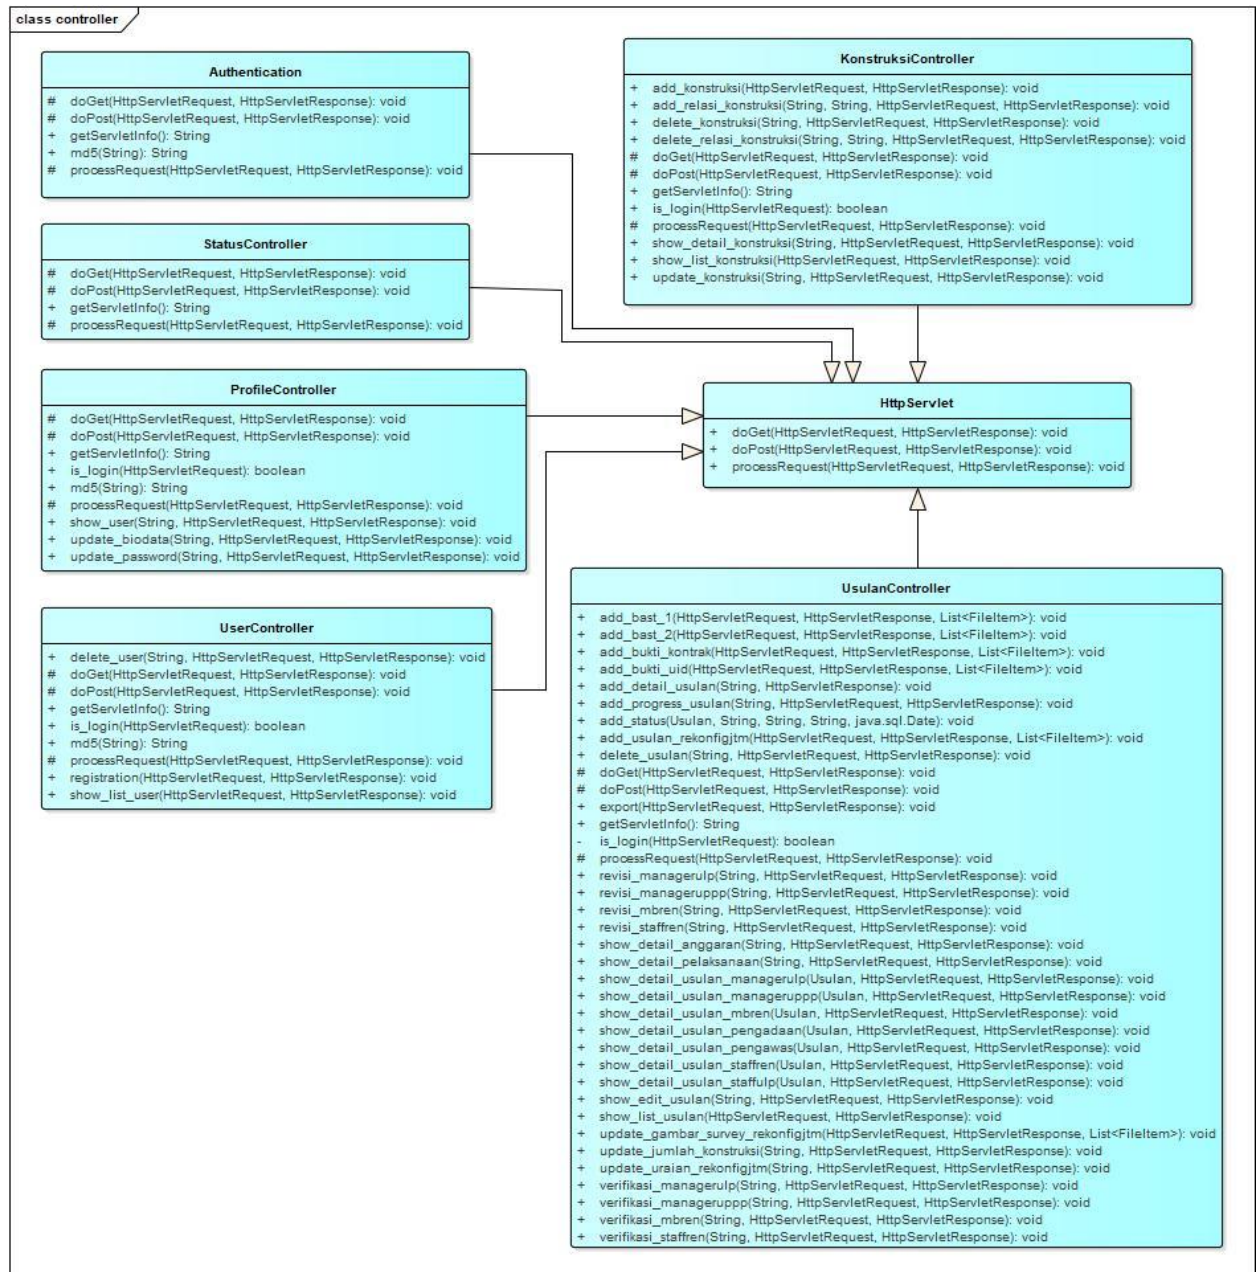 class controller
Authentication
# doGet(HttpServletRequest, HttpServletResponse): void
# doPost(HttpServletRequest, HttpServletResponse): void
+ getServletInfo(): String
+ md5(String): String
# processRequest(HttpServletRequest, HttpServletResponse): void
StatusController
# doGet(HttpServletRequest, HttpServletResponse): void
# doPost(HttpServletRequest, HttpServletResponse): void
+ getServletInfo(): String
# processRequest(HttpServletRequest, HttpServletResponse): void
ProfileController
# doGet(HttpServletRequest, HttpServletResponse): void
# doPost(HttpServletRequest, HttpServletResponse): void
+ getServletInfo(): String
+ is_login(HttpServletRequest): boolean
+ md5(String): String
# processRequest(HttpServletRequest, HttpServletResponse): void
+ show_user(String, HttpServletRequest, HttpServletResponse): void
+ update_biodata(String, HttpServletRequest, HttpServletResponse): void
+ update_password(String, HttpServletRequest, HttpServletResponse): void
UserController
+ delete_user(String, HttpServletRequest, HttpServletResponse): void
# doGet(HttpServletRequest, HttpServletResponse): void
# doPost(HttpServletRequest, HttpServletResponse): void
+ getServletInfo(): String
+ is_login(HttpServletRequest): boolean
+ md5(String): String
# processRequest(HttpServletRequest, HttpServletResponse): void
+ registration(HttpServletRequest, HttpServletResponse): void
+ show_list_user(HttpServletRequest, HttpServletResponse): void
KonstruksiController
+ add_konstruksi(HttpServletRequest, HttpServletResponse): void
+ add_relasi_konstruksi(String, String, HttpServletRequest, HttpServletResponse): void
+ delete_konstruksi(String, HttpServletRequest, HttpServletResponse): void
+ delete_relasi_konstruksi(String, String, HttpServletRequest, HttpServletResponse): void
# doGet(HttpServletRequest, HttpServletResponse): void
# doPost(HttpServletRequest, HttpServletResponse): void
+ getServletInfo(): String
+ is_login(HttpServletRequest): boolean
# processRequest(HttpServletRequest, HttpServletResponse): void
+ show_detail_konstruksi(String, HttpServletRequest, HttpServletResponse): void
+ show_list_konstruksi(HttpServletRequest, HttpServletResponse): void
+ update_konstruksi(String, HttpServletRequest, HttpServletResponse): void
HttpServlet
+ doGet(HttpServletRequest, HttpServletResponse): void
+ doPost(HttpServletRequest, HttpServletResponse): void
+ processRequest(HttpServletRequest, HttpServletResponse): void
UsulanController
+ add_bast_1(HttpServletRequest, HttpServletResponse, List<FileItem>): void
+ add_bast_2(HttpServletRequest, HttpServletResponse, List<FileItem>): void
+ add_bukti_kontrak(HttpServletRequest, HttpServletResponse, List<FileItem>): void
+ add_bukti_uid(HttpServletRequest, HttpServletResponse, List<FileItem>): void
+ add_detail_usulan(String, HttpServletResponse): void
+ add_progress_usulan(String, HttpServletRequest, HttpServletResponse): void
+ add_status(Usulan, String, String, String, java.sql.Date): void
+ add_usulan_rekonfigjtm(HttpServletRequest, HttpServletResponse, List<FileItem>): void
+ delete_usulan(String, HttpServletRequest, HttpServletResponse): void
# doGet(HttpServletRequest, HttpServletResponse): void
# doPost(HttpServletRequest, HttpServletResponse): void
+ export(HttpServletRequest, HttpServletResponse): void
+ getServletInfo(): String
- is_login(HttpServletRequest): boolean
# processRequest(HttpServletRequest, HttpServletResponse): void
+ revisi_managerulp(String, HttpServletRequest, HttpServletResponse): void
+ revisi_manageruppp(String, HttpServletRequest, HttpServletResponse): void
+ revisi_mbren(String, HttpServletRequest, HttpServletResponse): void
+ revisi_staffren(String, HttpServletRequest, HttpServletResponse): void
+ show_detail_anggaran(String, HttpServletRequest, HttpServletResponse): void
+ show_detail_pelaksanaan(String, HttpServletRequest, HttpServletResponse): void
+ show_detail_usulan_managerulp(Usulan, HttpServletRequest, HttpServletResponse): void
+ show_detail_usulan_manageruppp(Usulan, HttpServletRequest, HttpServletResponse): void
+ show_detail_usulan_mbren(Usulan, HttpServletRequest, HttpServletResponse): void
+ show_detail_usulan_pengadaan(Usulan, HttpServletRequest, HttpServletResponse): void
+ show_detail_usulan_pengawas(Usulan, HttpServletRequest, HttpServletResponse): void
+ show_detail_usulan_staffren(Usulan, HttpServletRequest, HttpServletResponse): void
+ show_detail_usulan_staffulp(Usulan, HttpServletRequest, HttpServletResponse): void
+ show_edit_usulan(String, HttpServletRequest, HttpServletResponse): void
+ show_list_usulan(HttpServletRequest, HttpServletResponse): void
+ update_gambar_survey_rekonfigjtm(HttpServletRequest, HttpServletResponse, List<FileItem>): void
+ update_jumlah_konstruksi(String, HttpServletRequest, HttpServletResponse): void
+ update_uraian_rekonfigjtm(String, HttpServletRequest, HttpServletResponse): void
+ verifikasi_managerulp(String, HttpServletRequest, HttpServletResponse): void
+ verifikasi_manageruppp(String, HttpServletRequest, HttpServletResponse): void
+ verifikasi_mbren(String, HttpServletRequest, HttpServletResponse): void
+ verifikasi_staffren(String, HttpServletRequest, HttpServletResponse): void